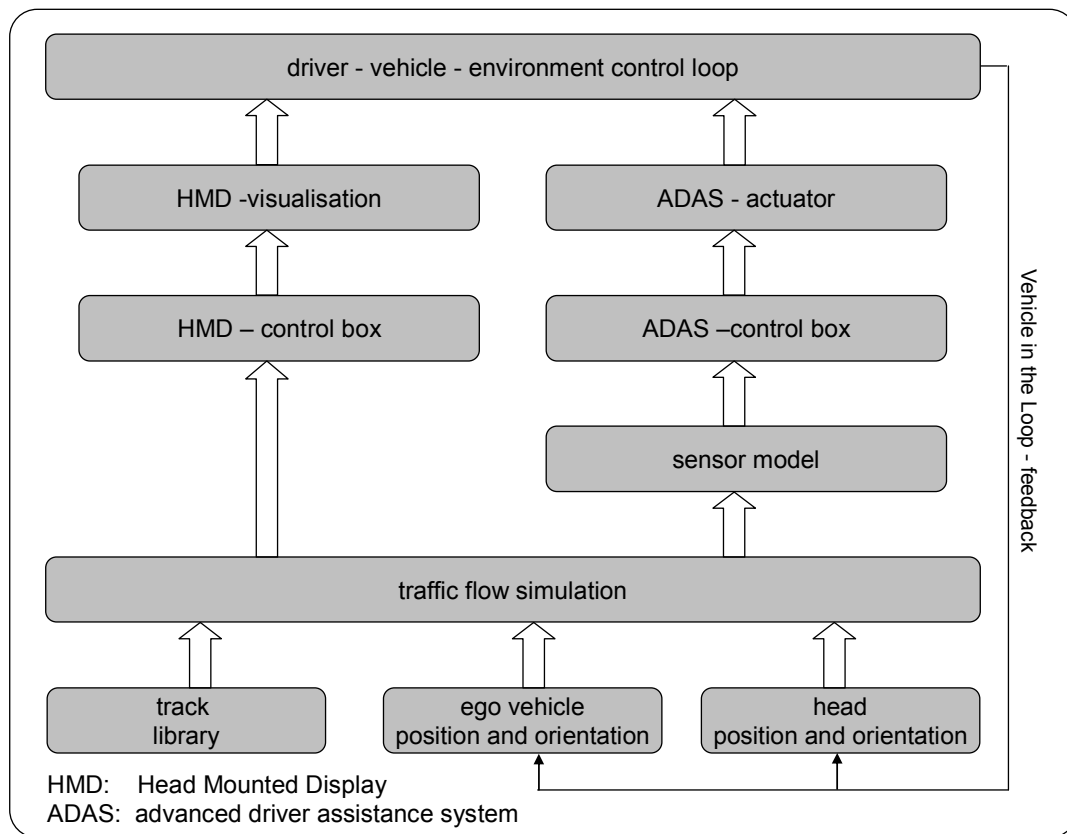 driver - vehicle - environment control loop
HMD -visualisation
ADAS - actuator
HMD – control box
ADAS –control box
sensor model
Vehicle in the Loop - feedback
traffic flow simulation
track
library
ego vehicle
position and orientation
head
position and orientation
HMD: Head Mounted Display
ADAS: advanced driver assistance system